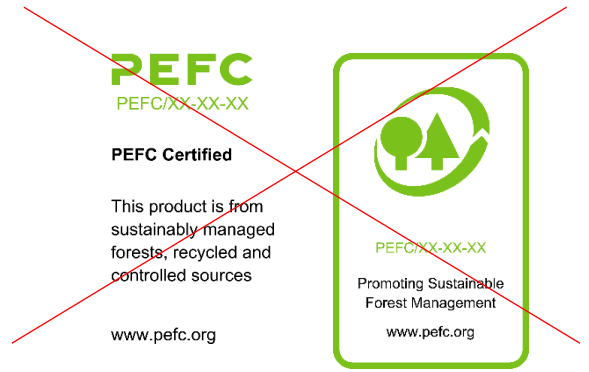 PEFC
PEFC/XX-XX-XX
PEFC Certified
This product is from
sustainably managed
forests, recycled and
controlled sources
www.pefc.org
PEFC/XX-XX-XX
Promoting Sustainable
Forest Management
www.pefc.org